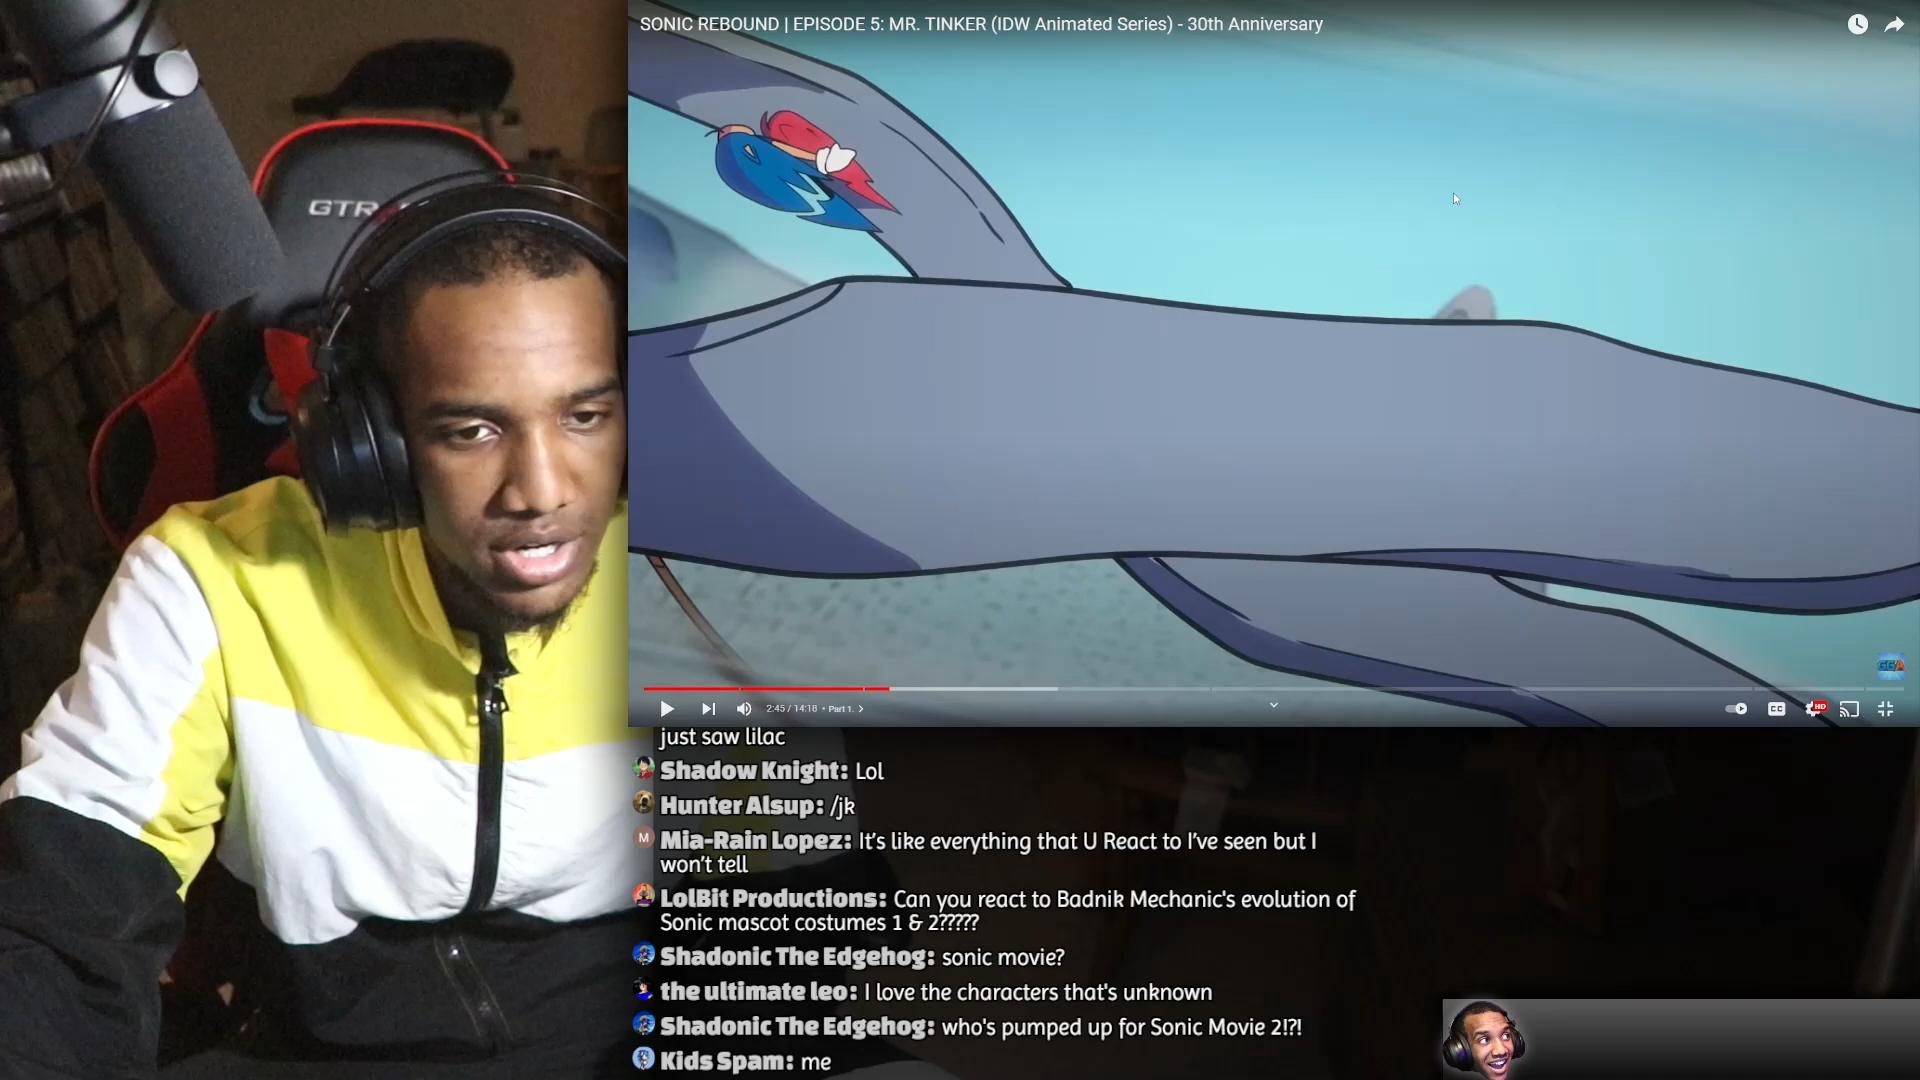 SONIC REBOUND | EPISODE 5: MR. TINKER (IDW Animated Series) - 30th Anniversary
GTR
GGA
2:45 / 14:18 • Part 1. >
CC
HD
just saw lilac
Shadow Knight: Lol
Hunter Alsup: /jk
M
Mia-Rain Lopez: It's like everything that U React to I've seen but I
won't tell
LolBit Productions: Can you react to Badnik Mechanic's evolution of
Sonic mascot costumes 1 & 2?????
Shadonic The Edgehog: sonic movie?
the ultimate leo: I love the characters that's unknown
Shadonic The Edgehog: who's pumped up for Sonic Movie 2!?!
Kids Spam: me